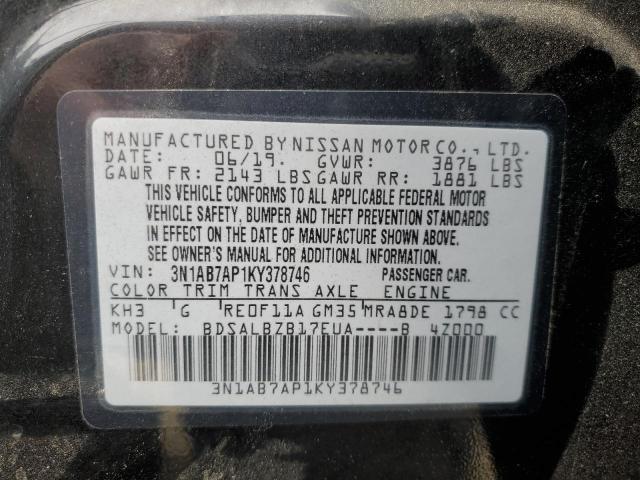 MANUFACTURED BY NISSAN MOTOR CO., LTD.
DATE: 06/19. GVWR: 3876 LBS
GAWR FR: 2143 LBS GAWR RR: 1881 LBS
THIS VEHICLE CONFORMS TO ALL APPLICABLE FEDERAL MOTOR
VEHICLE SAFETY, BUMPER AND THEFT PREVENTION STANDARDS
IN EFFECT ON THE DATE OF MANUFACTURE SHOWN ABOVE.
SEE OWNER'S MANUAL FOR ADDITIONAL INFORMATION.
VIN: 3N1AB7AP1KY378746 PASSENGER CAR.
COLOR TRIM TRANS AXLE ENGINE
KH3 G RE0F11A GM35 MRA8DE 1798 CC
MODEL: BDSALBZB17EUA----B 4Z000
3N1AB7AP1KY378746